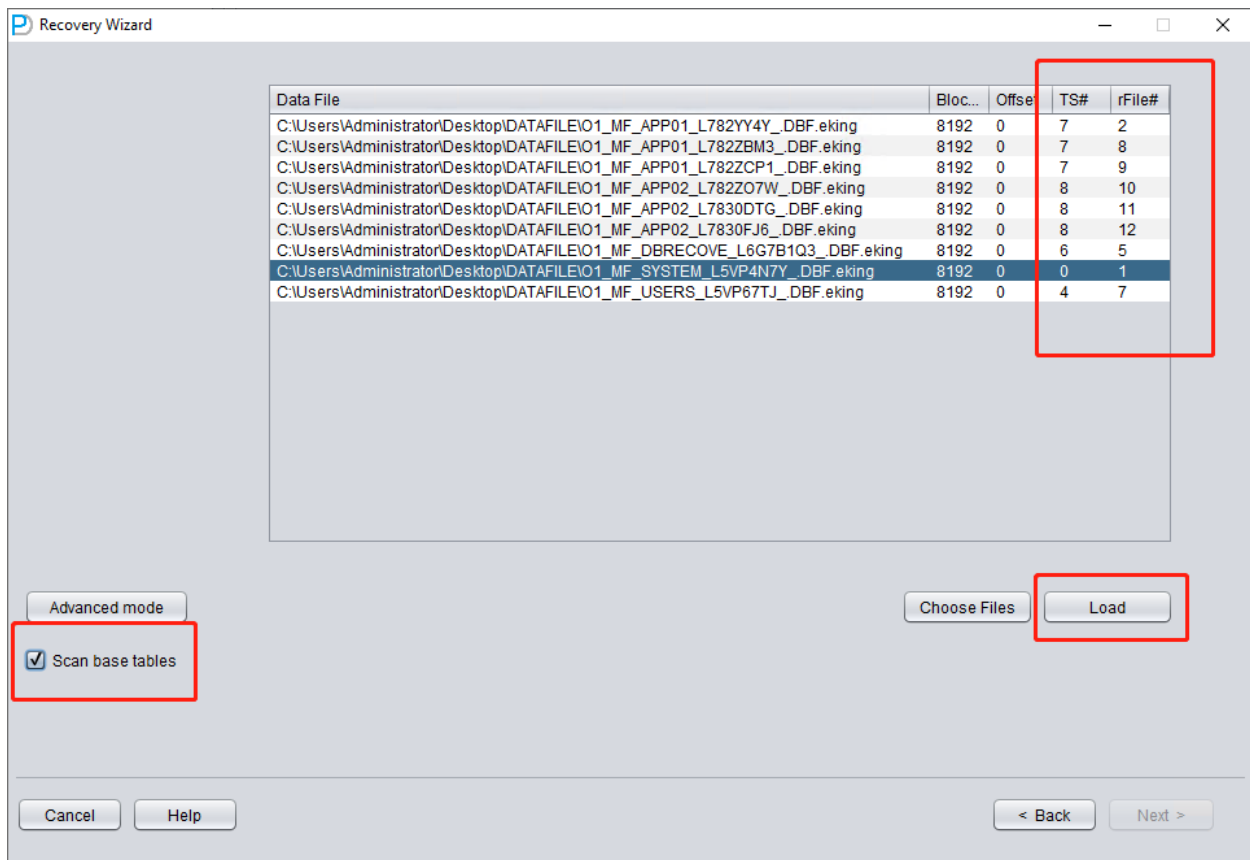 Recovery Wizard
Data File Bloc... Offset TS# rFile#
C:\Users\Administrator\Desktop\DATAFILE\O1_MF_APP01_L782YY4Y_.DBF.eking 8192 0 7 2
C:\Users\Administrator\Desktop\DATAFILE\O1_MF_APP01_L782ZBM3_.DBF.eking 8192 0 7 8
C:\Users\Administrator\Desktop\DATAFILE\O1_MF_APP01_L782ZCP1_.DBF.eking 8192 0 7 9
C:\Users\Administrator\Desktop\DATAFILE\O1_MF_APP02_L782ZO7W_.DBF.eking 8192 0 8 10
C:\Users\Administrator\Desktop\DATAFILE\O1_MF_APP02_L7830DTG_.DBF.eking 8192 0 8 11
C:\Users\Administrator\Desktop\DATAFILE\O1_MF_APP02_L7830FJ6_.DBF.eking 8192 0 8 12
C:\Users\Administrator\Desktop\DATAFILE\O1_MF_DBRECOVE_L6G7B1Q3_.DBF.eking 8192 0 6 5
C:\Users\Administrator\Desktop\DATAFILE\O1_MF_SYSTEM_L5VP4N7Y_.DBF.eking 8192 0 0 1
C:\Users\Administrator\Desktop\DATAFILE\O1_MF_USERS_L5VP67TJ_.DBF.eking 8192 0 4 7
Advanced mode Choose Files Load
Scan base tables
Cancel Help < Back Next >